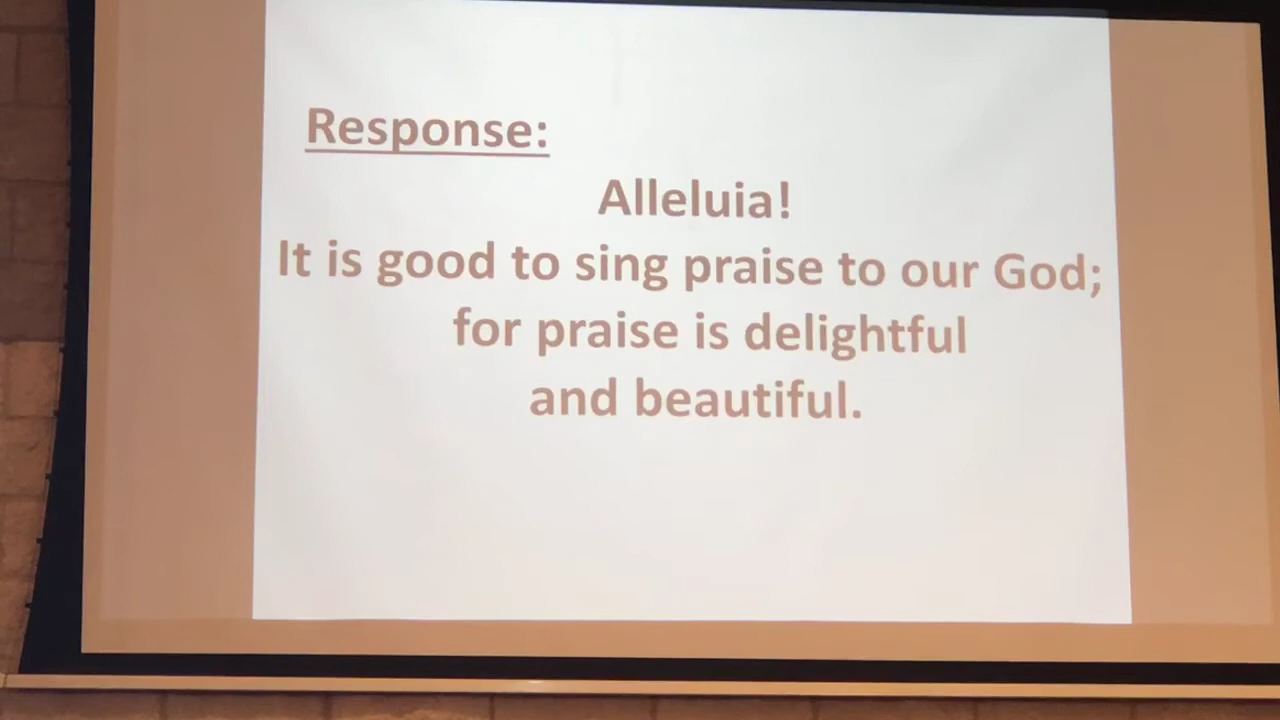 Response:
Alleluia!
It is good to sing praise to our God;
for praise is delightful
and beautiful.